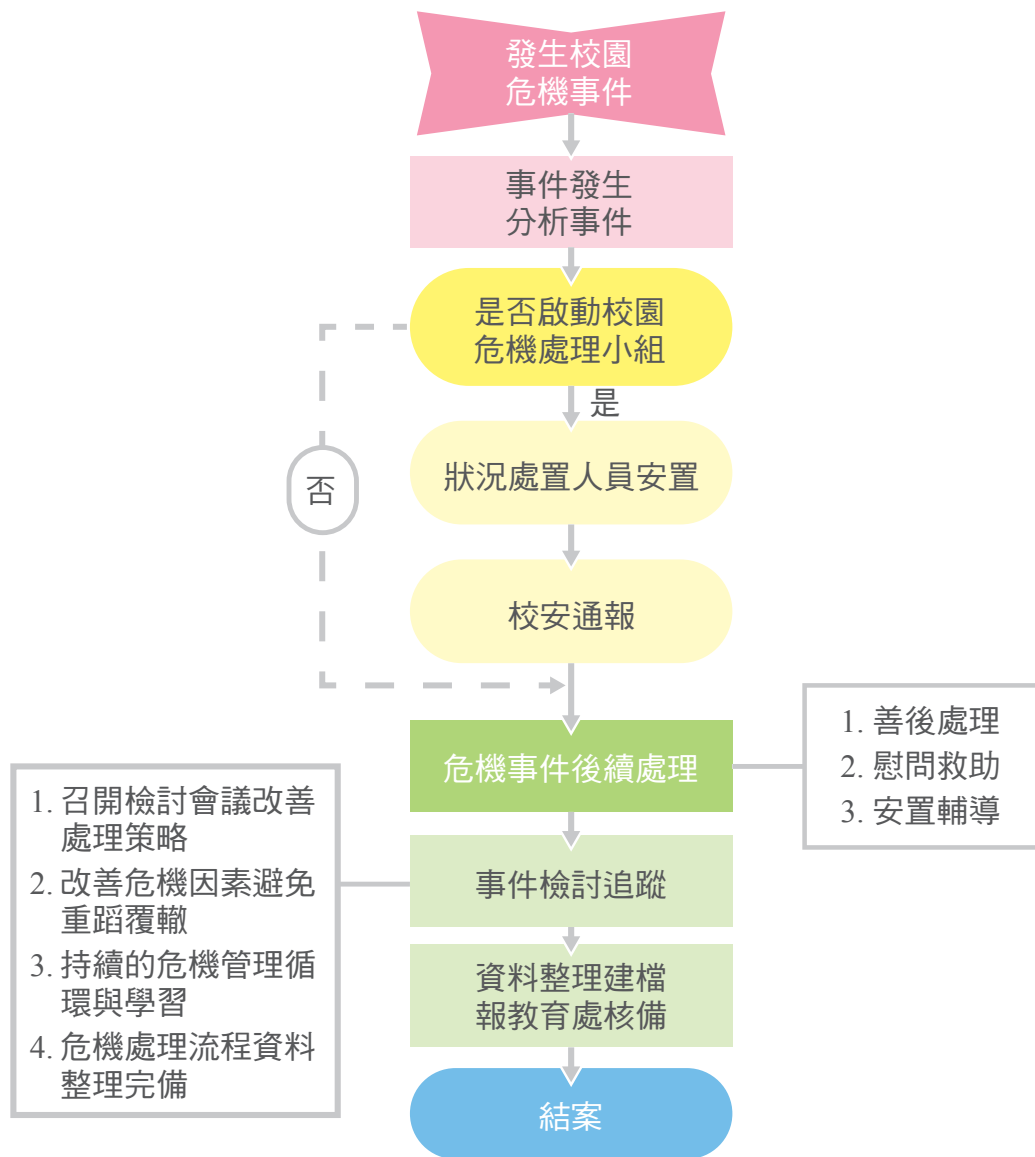 發生校園
危機事件
事件發生
分析事件
是否啟動校園
危機處理小組
是
否
狀況處置人員安置
校安通報
危機事件後續處理
1. 善後處理
2. 慰問救助
3. 安置輔導
事件檢討追蹤
1. 召開檢討會議改善
處理策略
2. 改善危機因素避免
重蹈覆轍
3. 持續的危機管理循
環與學習
4. 危機處理流程資料
整理完備
資料整理建檔
報教育處核備
結案